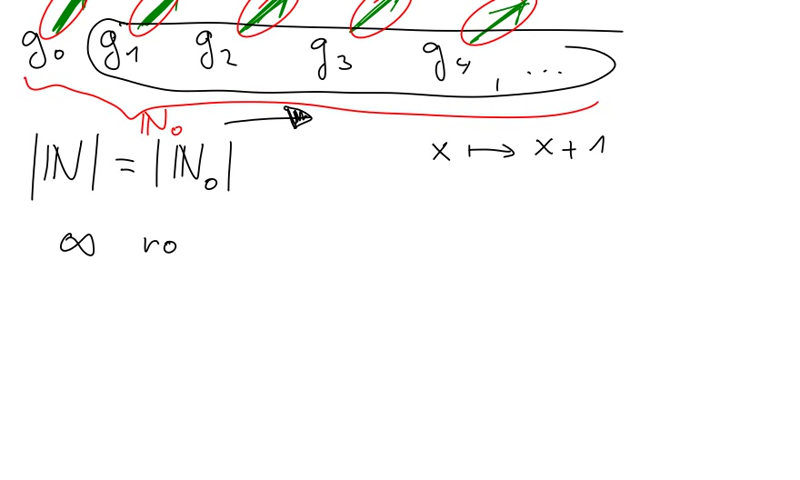 g₀ g₁ g₂ g₃ g₄, ...
ℕ₀
x ↦ x + 1
|ℕ| = |ℕ₀|
∞ ro